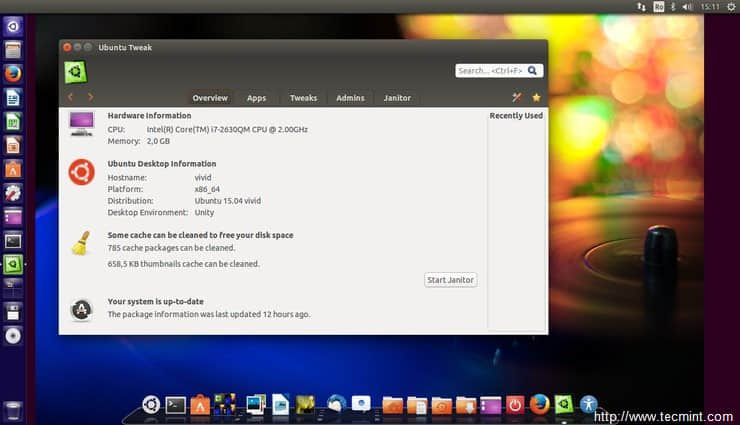 Ro
15:11
Ubuntu Tweak
Search... <Ctrl+F>
Overview Apps Tweaks Admins Janitor
Hardware Information
CPU: Intel(R) Core(TM) i7-2630QM CPU @ 2.00GHz
Memory: 2,0 GB
Ubuntu Desktop Information
Hostname: vivid
Platform: x86_64
Distribution: Ubuntu 15.04 vivid
Desktop Environment: Unity
Some cache can be cleaned to free your disk space
785 cache packages can be cleaned.
658,5 KB thumbnails cache can be cleaned.
Start Janitor
Your system is up-to-date
The package information was last updated 12 hours ago.
Recently Used
http://www.tecmint.com